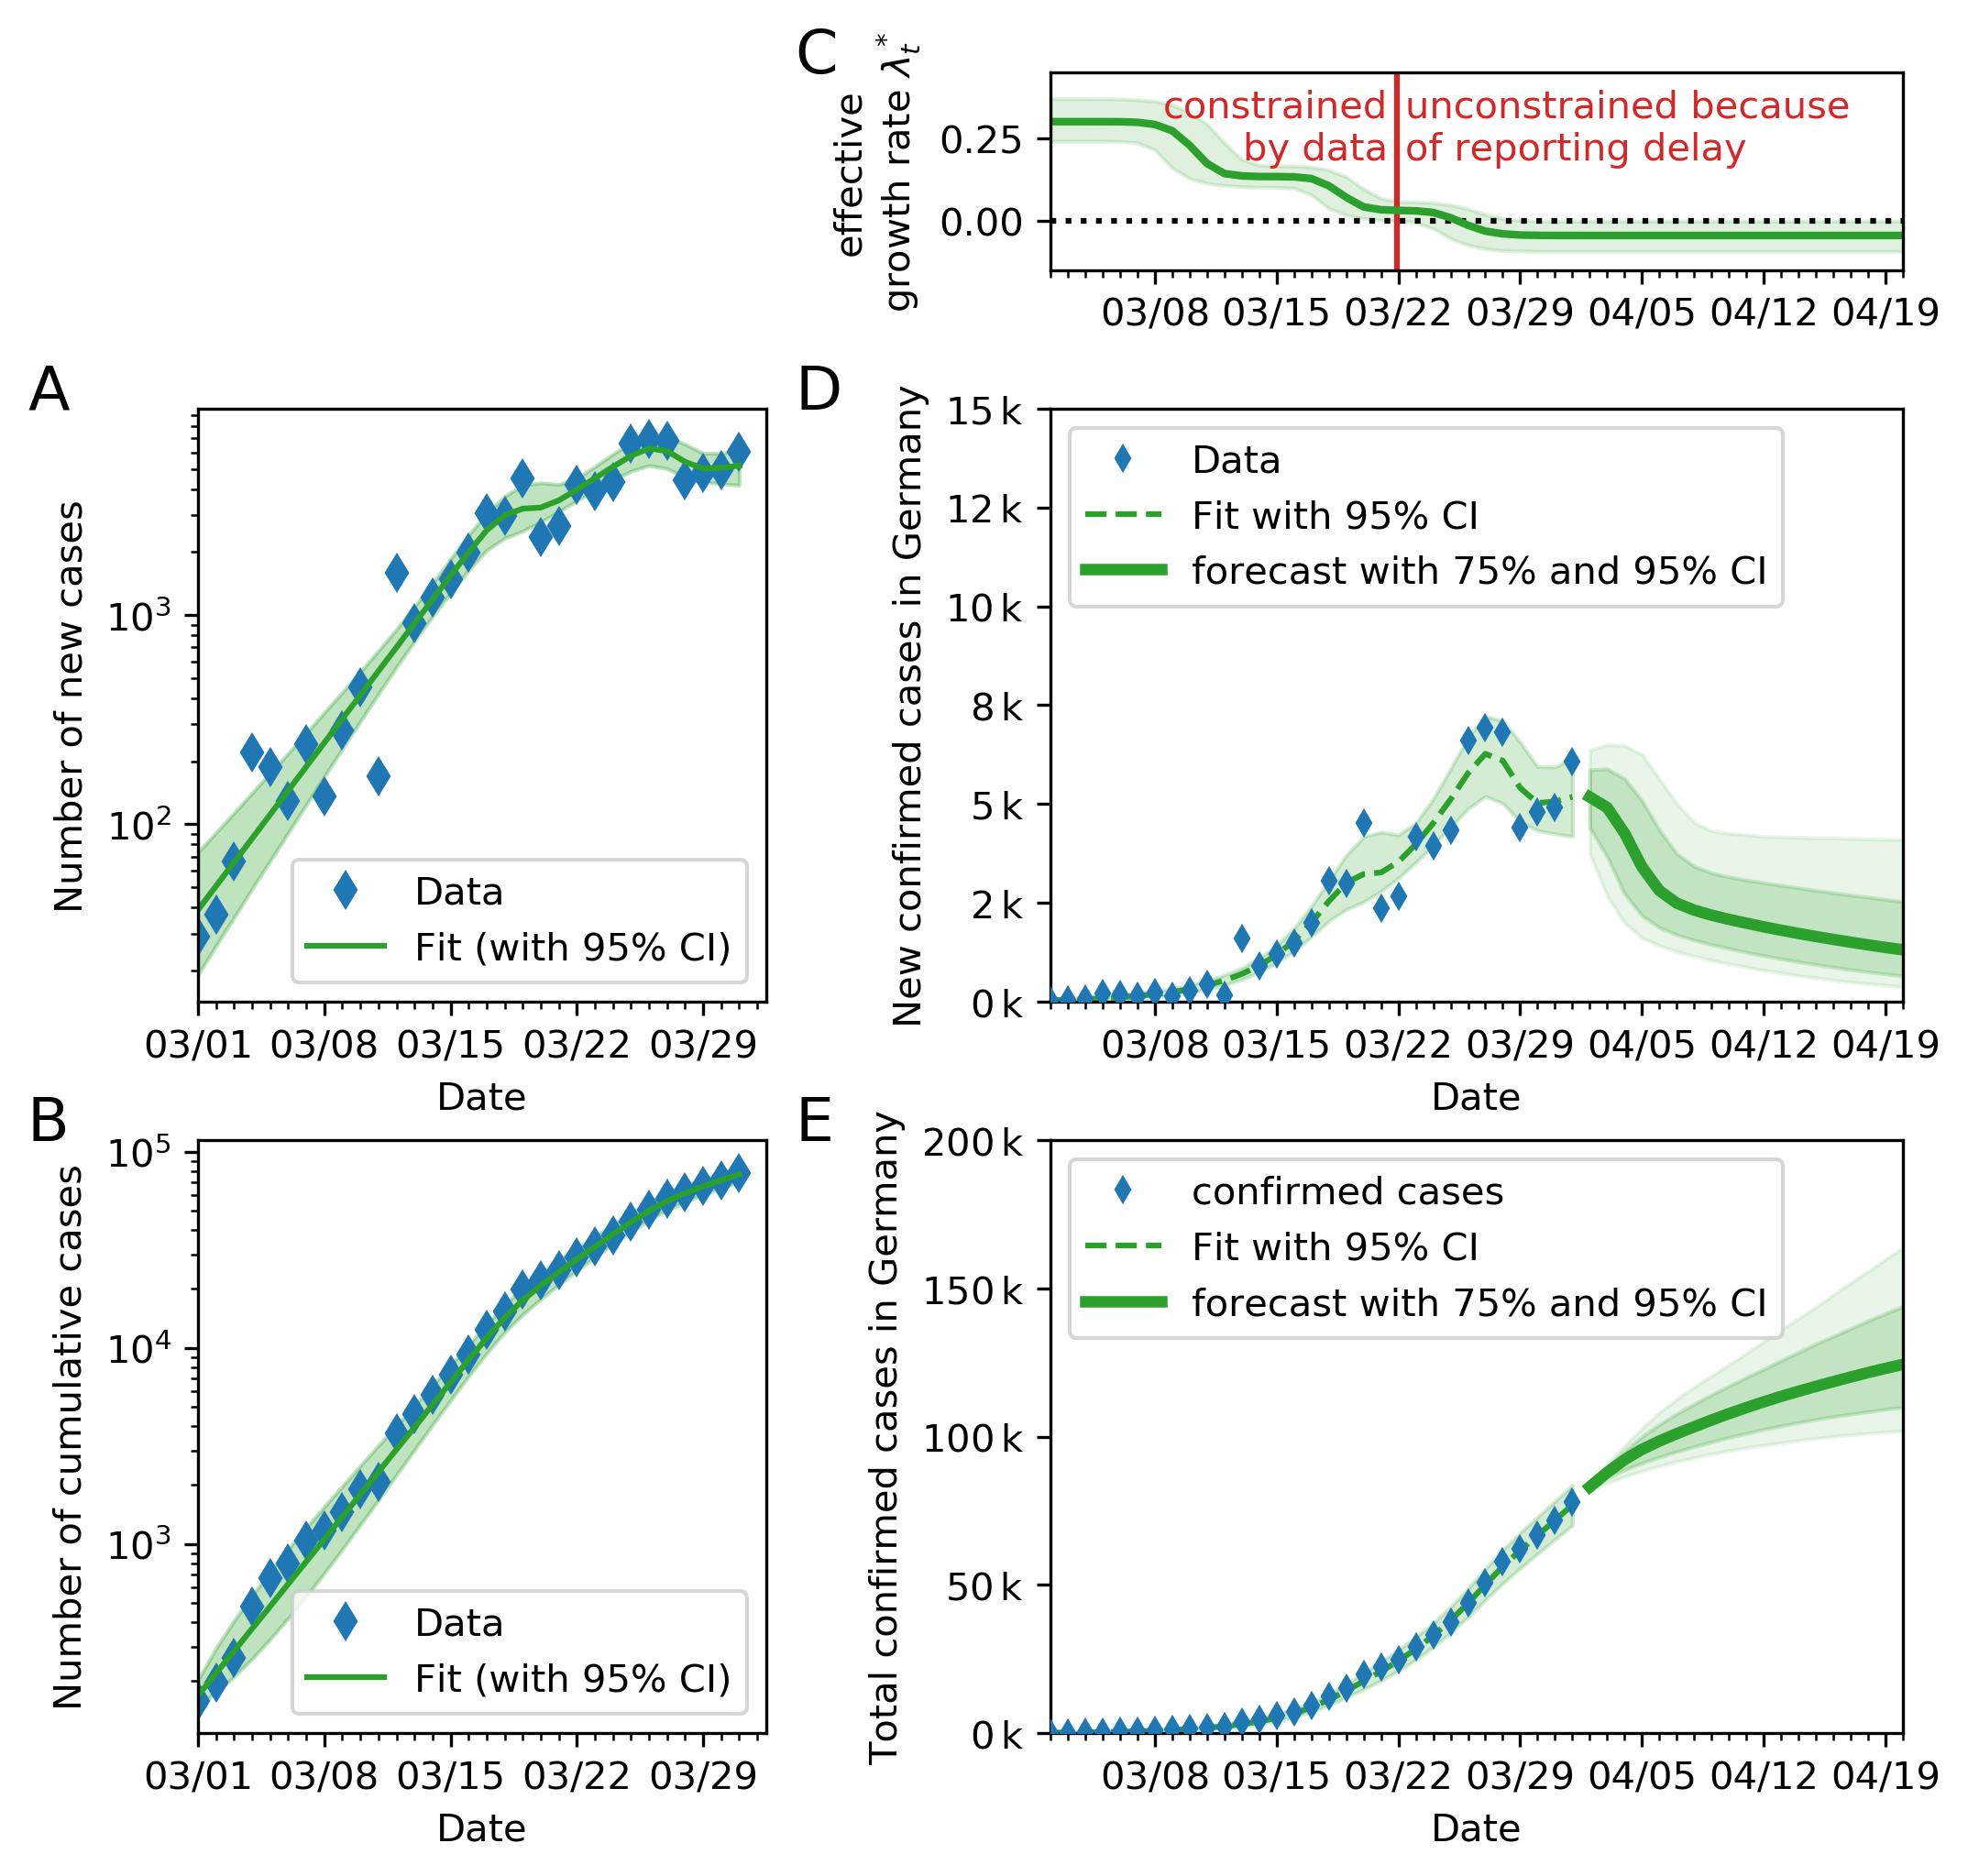 C
effective
growth rate λ*t
0.25
0.00
constrained
by data
unconstrained because
of reporting delay
03/08 03/15 03/22 03/29 04/05 04/12 04/19
A
Number of new cases
10³
10²
Data
Fit (with 95% CI)
03/01 03/08 03/15 03/22 03/29
Date
D
New confirmed cases in Germany
15 k
12 k
10 k
8 k
5 k
2 k
0 k
Data
Fit with 95% CI
forecast with 75% and 95% CI
03/08 03/15 03/22 03/29 04/05 04/12 04/19
Date
B
Number of cumulative cases
10⁵
10⁴
10³
Data
Fit (with 95% CI)
03/01 03/08 03/15 03/22 03/29
Date
E
Total confirmed cases in Germany
200 k
150 k
100 k
50 k
0 k
confirmed cases
Fit with 95% CI
forecast with 75% and 95% CI
03/08 03/15 03/22 03/29 04/05 04/12 04/19
Date